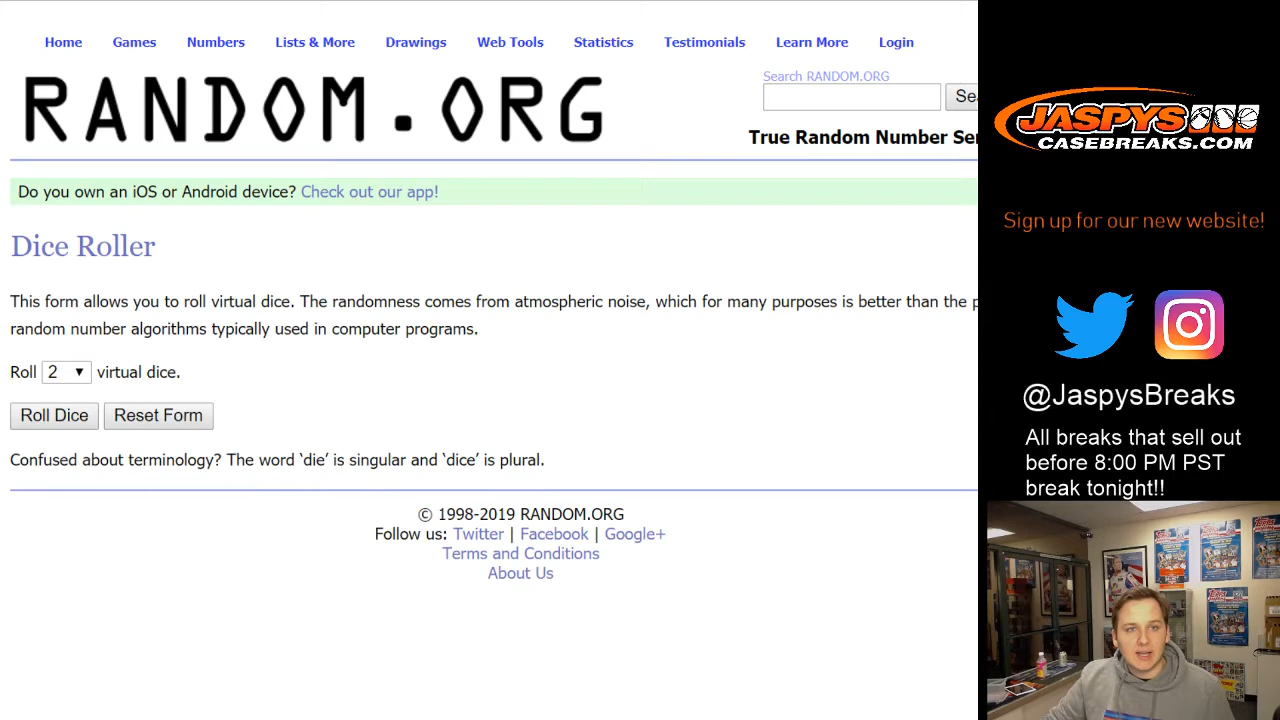 Home Games Numbers Lists & More Drawings Web Tools Statistics Testimonials Learn More Login
RANDOM.ORG
Search RANDOM.ORG
Sea
True Random Number Ser
Do you own an iOS or Android device? Check out our app!
Dice Roller
This form allows you to roll virtual dice. The randomness comes from atmospheric noise, which for many purposes is better than the p
random number algorithms typically used in computer programs.
Roll 2 virtual dice.
Roll Dice Reset Form
Confused about terminology? The word ‘die’ is singular and ‘dice’ is plural.
© 1998-2019 RANDOM.ORG
Follow us: Twitter | Facebook | Google+
Terms and Conditions
About Us
JASPYS
CASEBREAKS.COM
Sign up for our new website!
@JaspysBreaks
All breaks that sell out
before 8:00 PM PST
break tonight!!
Topps
Topps
Topps